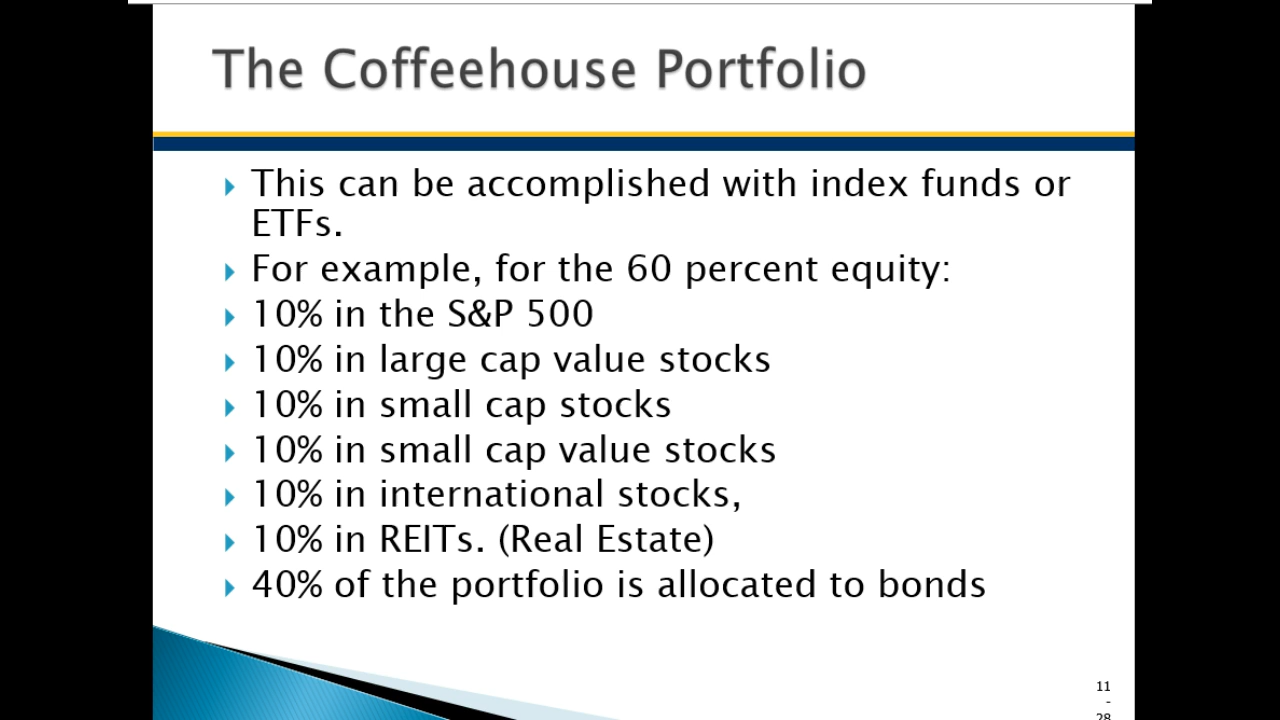 The Coffeehouse Portfolio
This can be accomplished with index funds or
ETFs.
For example, for the 60 percent equity:
10% in the S&P 500
10% in large cap value stocks
10% in small cap stocks
10% in small cap value stocks
10% in international stocks,
10% in REITs. (Real Estate)
40% of the portfolio is allocated to bonds
11
-
28